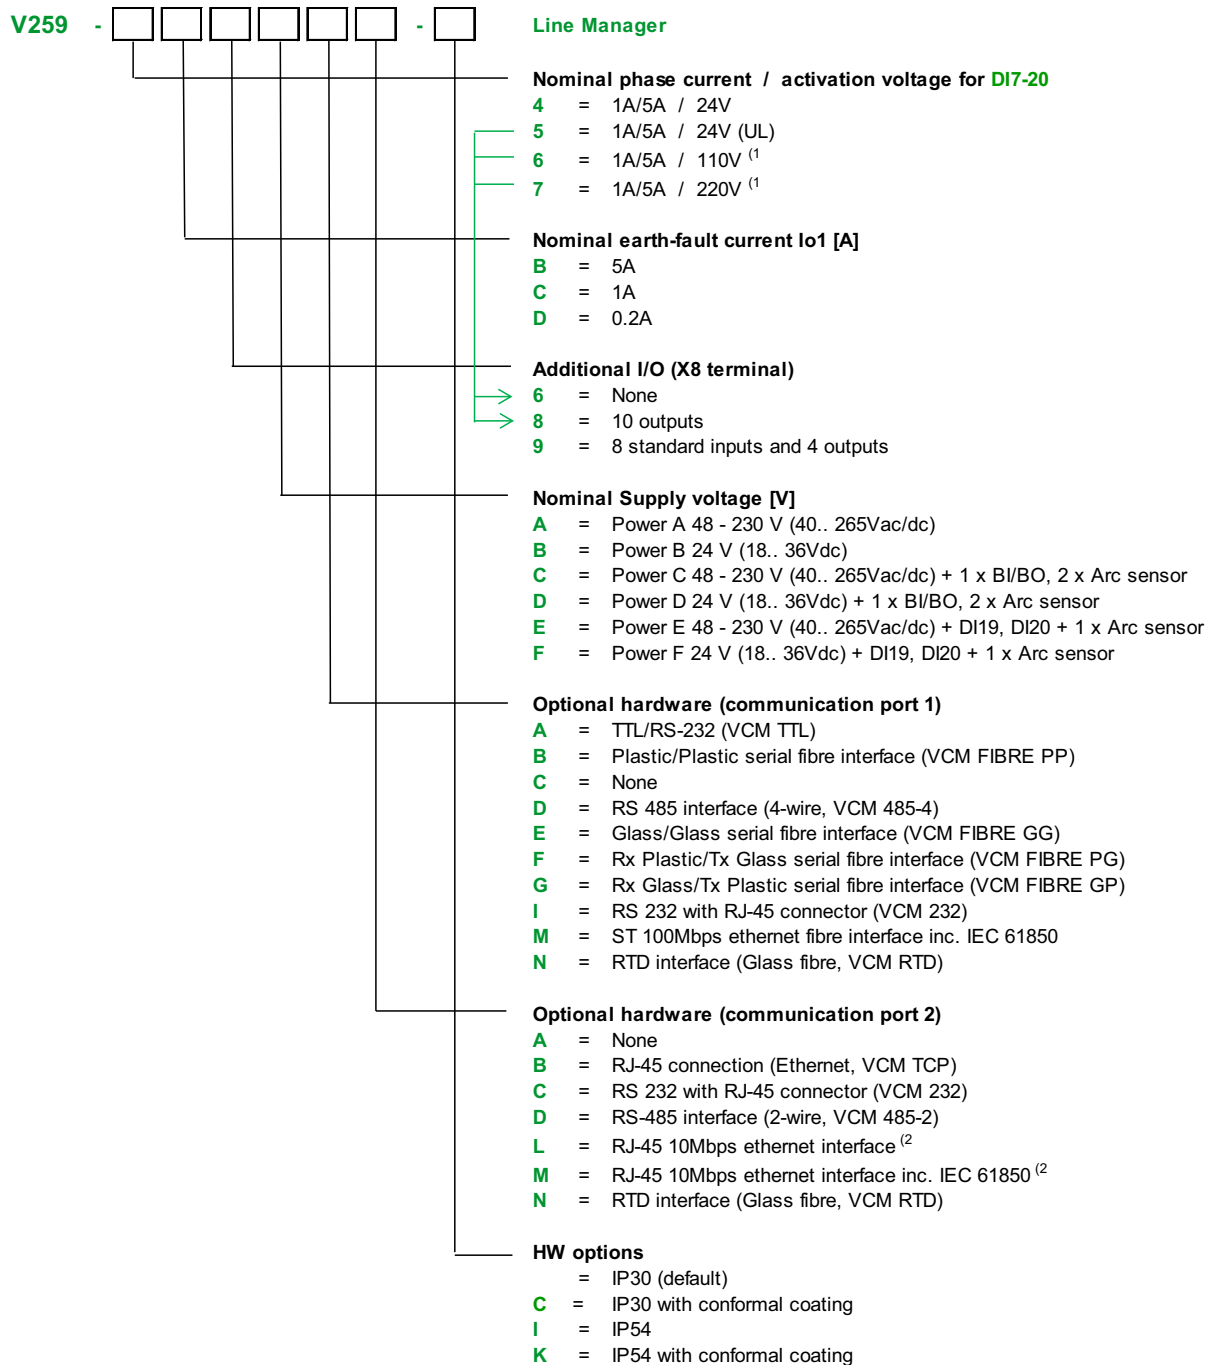 V259 - - Line Manager
Nominal phase current / activation voltage for DI7-20
4 = 1A/5A / 24V
5 = 1A/5A / 24V (UL)
6 = 1A/5A / 110V (1
7 = 1A/5A / 220V (1
Nominal earth-fault current Io1 [A]
B = 5A
C = 1A
D = 0.2A
Additional I/O (X8 terminal)
6 = None
8 = 10 outputs
9 = 8 standard inputs and 4 outputs
Nominal Supply voltage [V]
A = Power A 48 - 230 V (40.. 265Vac/dc)
B = Power B 24 V (18.. 36Vdc)
C = Power C 48 - 230 V (40.. 265Vac/dc) + 1 x BI/BO, 2 x Arc sensor
D = Power D 24 V (18.. 36Vdc) + 1 x BI/BO, 2 x Arc sensor
E = Power E 48 - 230 V (40.. 265Vac/dc) + DI19, DI20 + 1 x Arc sensor
F = Power F 24 V (18.. 36Vdc) + DI19, DI20 + 1 x Arc sensor
Optional hardware (communication port 1)
A = TTL/RS-232 (VCM TTL)
B = Plastic/Plastic serial fibre interface (VCM FIBRE PP)
C = None
D = RS 485 interface (4-wire, VCM 485-4)
E = Glass/Glass serial fibre interface (VCM FIBRE GG)
F = Rx Plastic/Tx Glass serial fibre interface (VCM FIBRE PG)
G = Rx Glass/Tx Plastic serial fibre interface (VCM FIBRE GP)
I = RS 232 with RJ-45 connector (VCM 232)
M = ST 100Mbps ethernet fibre interface inc. IEC 61850
N = RTD interface (Glass fibre, VCM RTD)
Optional hardware (communication port 2)
A = None
B = RJ-45 connection (Ethernet, VCM TCP)
C = RS 232 with RJ-45 connector (VCM 232)
D = RS-485 interface (2-wire, VCM 485-2)
L = RJ-45 10Mbps ethernet interface (2
M = RJ-45 10Mbps ethernet interface inc. IEC 61850 (2
N = RTD interface (Glass fibre, VCM RTD)
HW options
= IP30 (default)
C = IP30 with conformal coating
I = IP54
K = IP54 with conformal coating